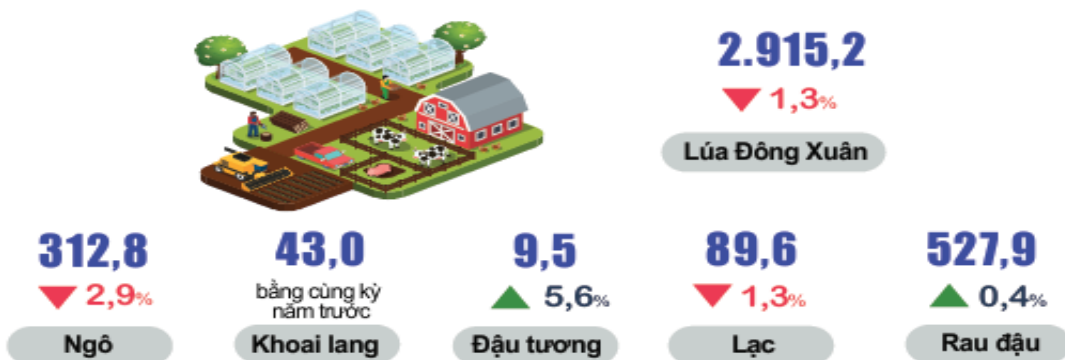 2.915,2
▼ 1,3%
Lúa Đông Xuân
312,8
▼ 2,9%
Ngô
43,0
bằng cùng kỳ
năm trước
Khoai lang
9,5
▲ 5,6%
Đậu tương
89,6
▼ 1,3%
Lạc
527,9
▲ 0,4%
Rau đậu